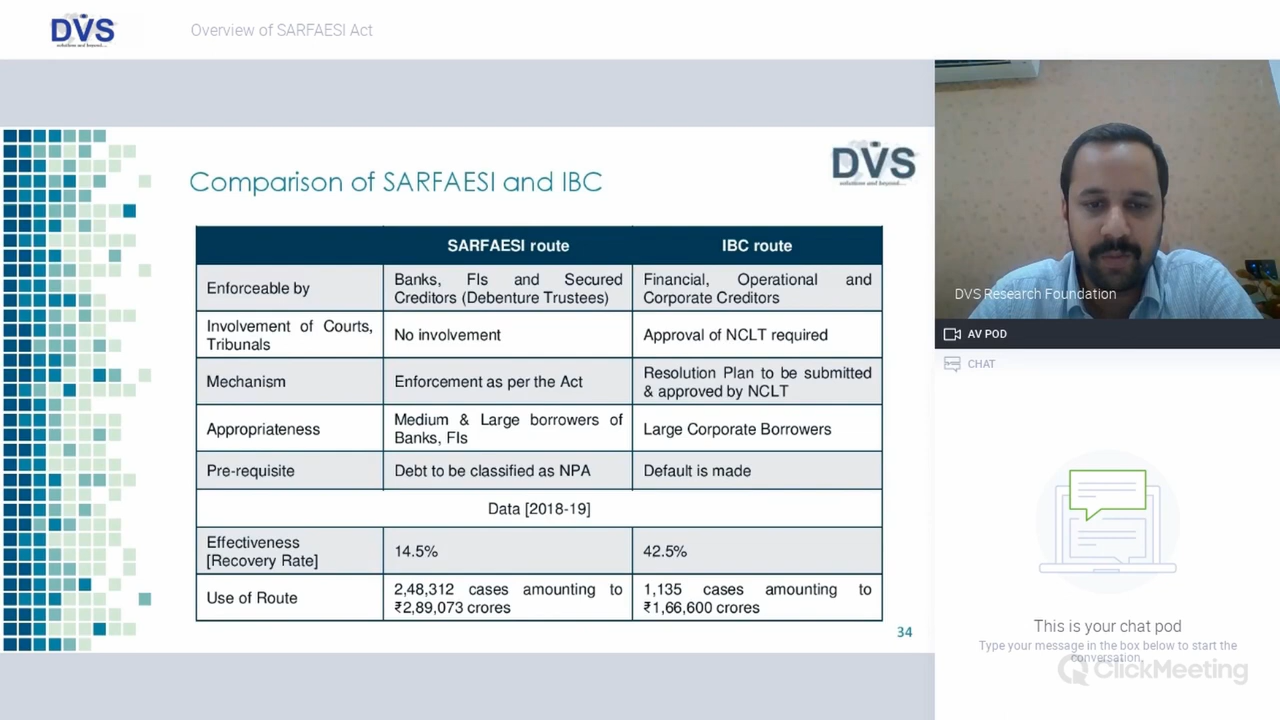 DVS
solutions and beyond....
Overview of SARFAESI Act
DVS
solutions and beyond....
Comparison of SARFAESI and IBC
SARFAESI route
IBC route
Enforceable by
Banks, FIs and Secured
Creditors (Debenture Trustees)
Financial, Operational and
Corporate Creditors
Involvement of Courts,
Tribunals
No involvement
Approval of NCLT required
Mechanism
Enforcement as per the Act
Resolution Plan to be submitted
& approved by NCLT
Appropriateness
Medium & Large borrowers of
Banks, FIs
Large Corporate Borrowers
Pre-requisite
Debt to be classified as NPA
Default is made
Data [2018-19]
Effectiveness
[Recovery Rate]
14.5%
42.5%
Use of Route
2,48,312 cases amounting to
₹2,89,073 crores
1,135 cases amounting to
₹1,66,600 crores
34
DVS Research Foundation
AV POD
CHAT
This is your chat pod
Type your message in the box below to start the
conversation.
ClickMeeting